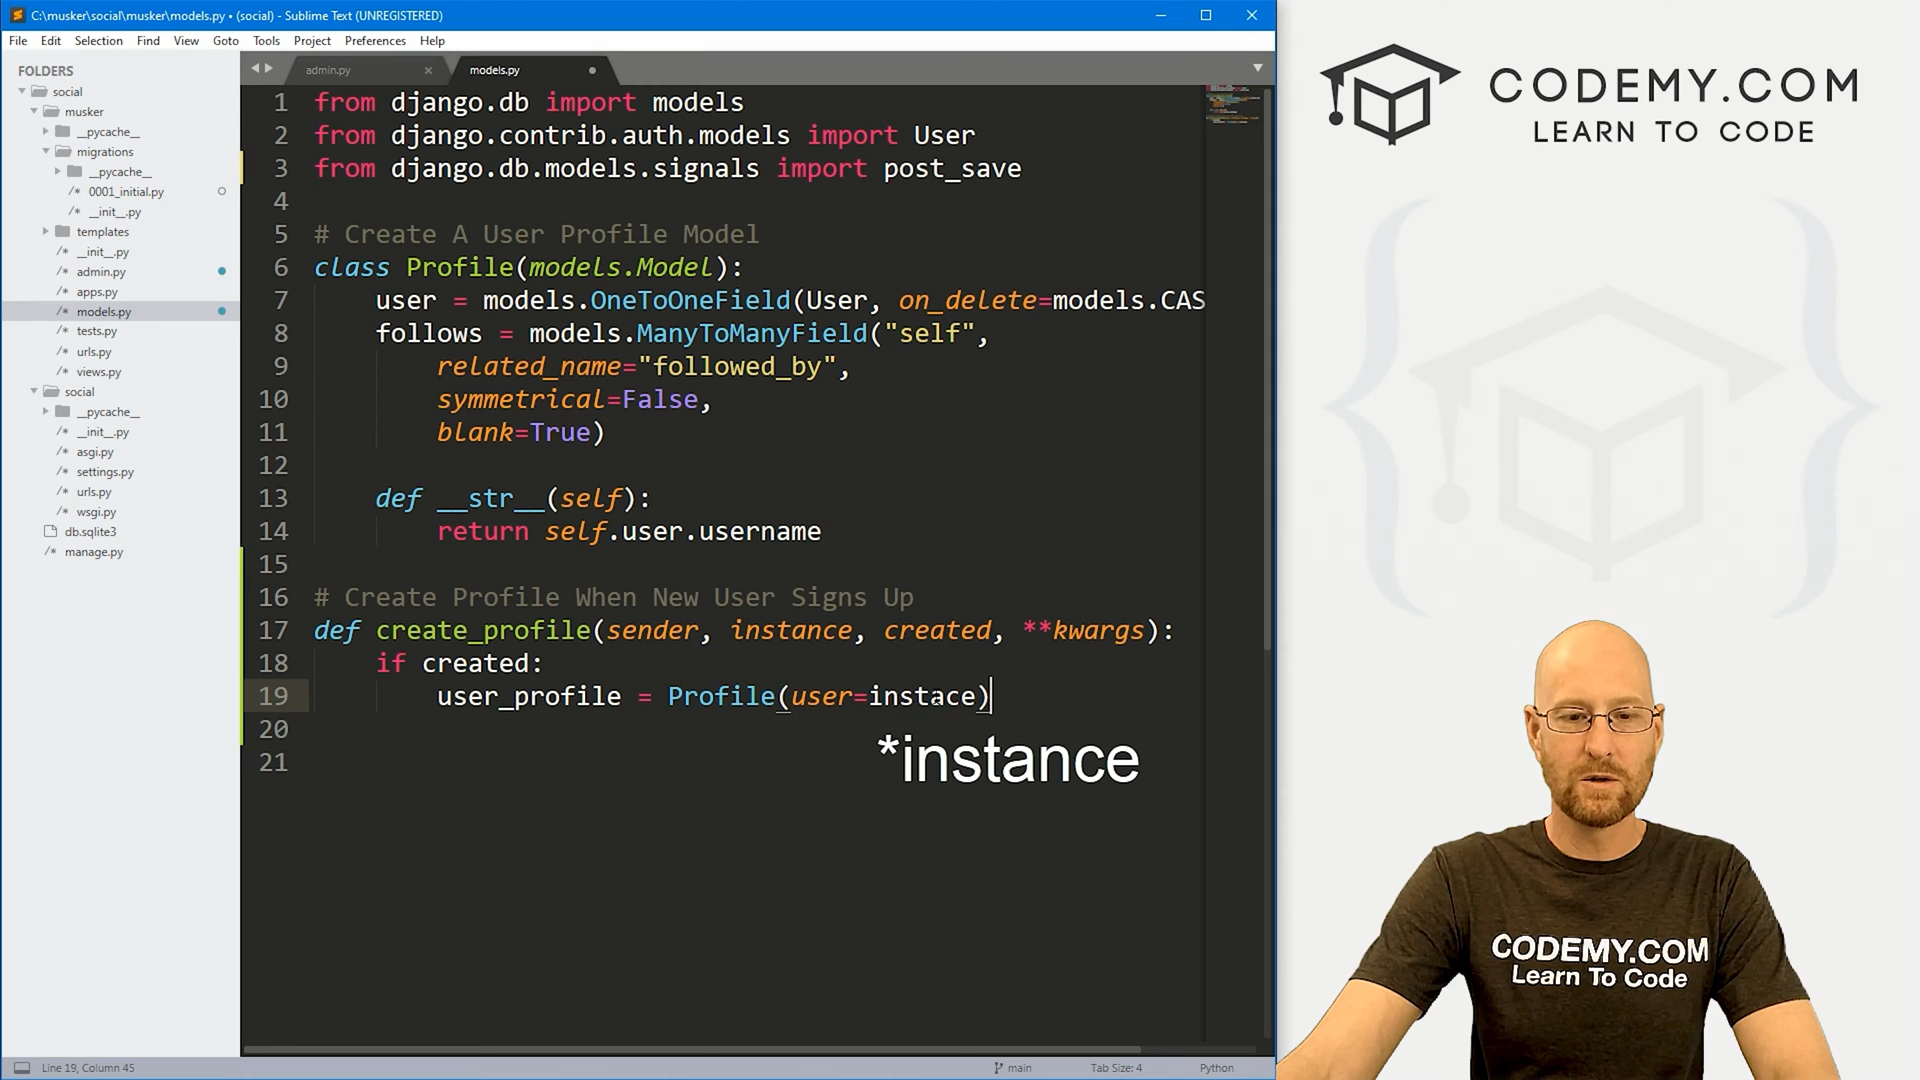 C:\musker\social\musker\models.py • (social) - Sublime Text (UNREGISTERED)
File Edit Selection Find View Goto Tools Project Preferences Help
FOLDERS
social
musker
__pycache__
migrations
__pycache__
0001_initial.py
__init__.py
templates
__init__.py
admin.py
apps.py
models.py
tests.py
urls.py
views.py
social
__pycache__
__init__.py
asgi.py
settings.py
urls.py
wsgi.py
db.sqlite3
manage.py
admin.py
models.py
1 from django.db import models
2 from django.contrib.auth.models import User
3 from django.db.models.signals import post_save
4
5 # Create A User Profile Model
6 class Profile(models.Model):
7 user = models.OneToOneField(User, on_delete=models.CAS
8 follows = models.ManyToManyField("self",
9 related_name="followed_by",
10 symmetrical=False,
11 blank=True)
12
13 def __str__(self):
14 return self.user.username
15
16 # Create Profile When New User Signs Up
17 def create_profile(sender, instance, created, **kwargs):
18 if created:
19 user_profile = Profile(user=instace)
20
21
*instance
Line 19, Column 45
main
Tab Size: 4
Python
CODEMY.COM
LEARN TO CODE
CODEMY.COM
Learn To Code